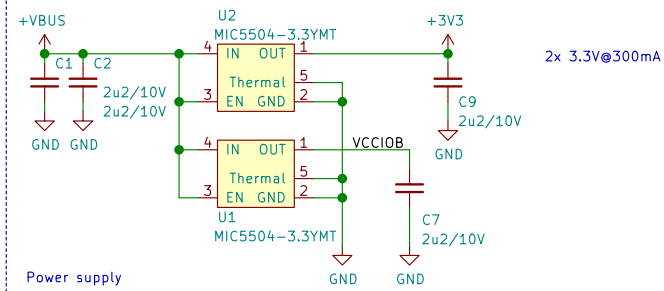 +VBUS
U2
MIC5504-3.3YMT
+3V3
4 IN OUT 1
2x 3.3V@300mA
C1 C2
Thermal 5
2u2/10V
2u2/10V
3 EN GND 2
C9
2u2/10V
GND GND
GND
4 IN OUT 1
VCCIOB
Thermal 5
3 EN GND 2
U1
MIC5504-3.3YMT
C7
2u2/10V
Power supply
GND GND